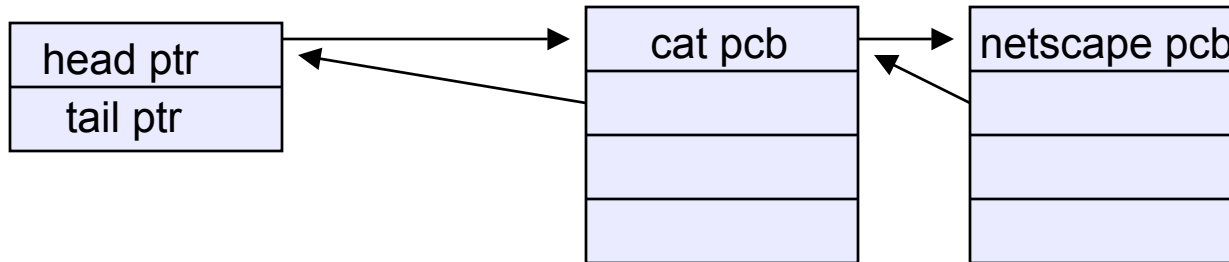 head ptr
tail ptr
cat pcb
netscape pcb